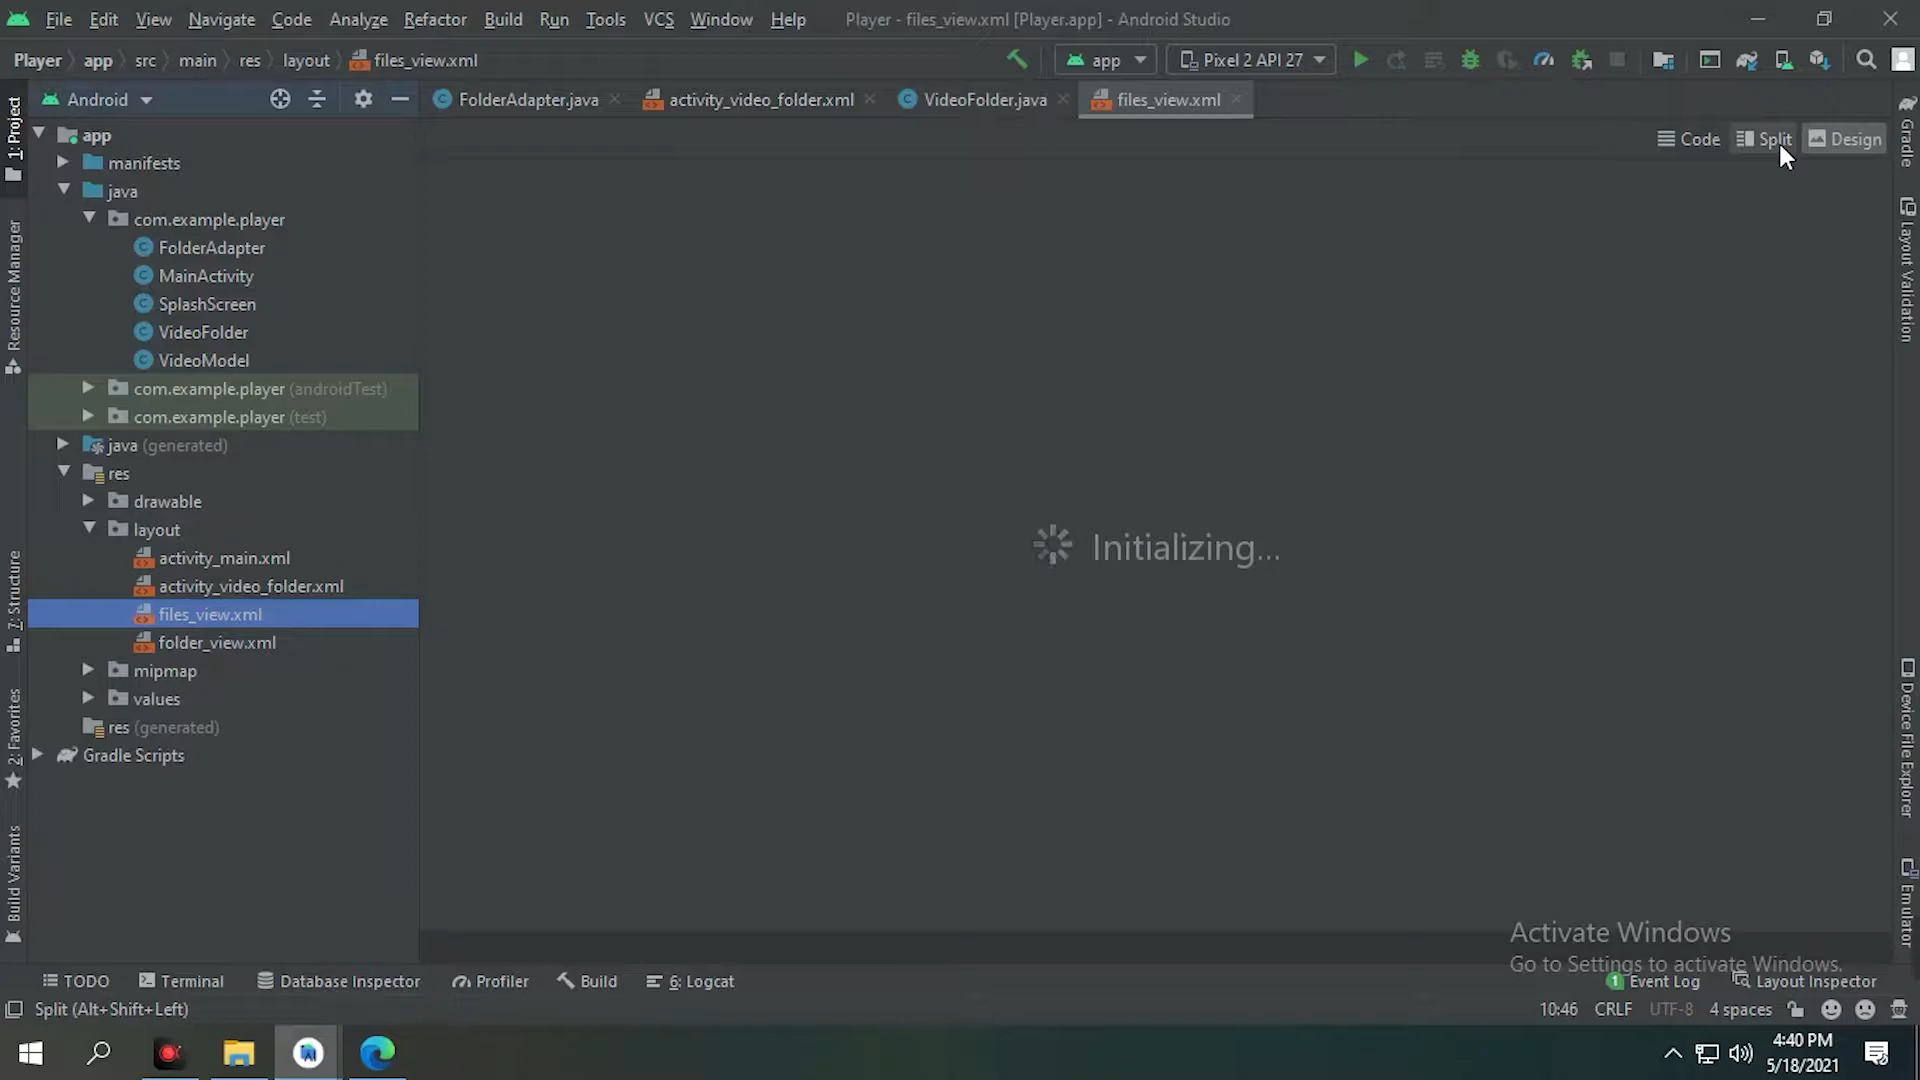 File Edit View Navigate Code Analyze Refactor Build Run Tools VCS Window Help Player - files_view.xml [Player.app] - Android Studio
Player app src main res layout files_view.xml app Pixel 2 API 27
Android FolderAdapter.java activity_video_folder.xml VideoFolder.java files_view.xml
Code Split Design
app
manifests
java
com.example.player
FolderAdapter
MainActivity
SplashScreen
VideoFolder
VideoModel
com.example.player (androidTest)
com.example.player (test)
java (generated)
res
drawable
layout
activity_main.xml
activity_video_folder.xml
files_view.xml
folder_view.xml
mipmap
values
res (generated)
Gradle Scripts
1: Project
Resource Manager
7: Structure
2: Favorites
Build Variants
Initializing...
Gradle
Layout Validation
Device File Explorer
Emulator
Activate Windows
Go to Settings to activate Windows.
TODO Terminal Database Inspector Profiler Build 6: Logcat 1 Event Log Layout Inspector
Split (Alt+Shift+Left) 10:46 CRLF UTF-8 4 spaces
4:40 PM
5/18/2021